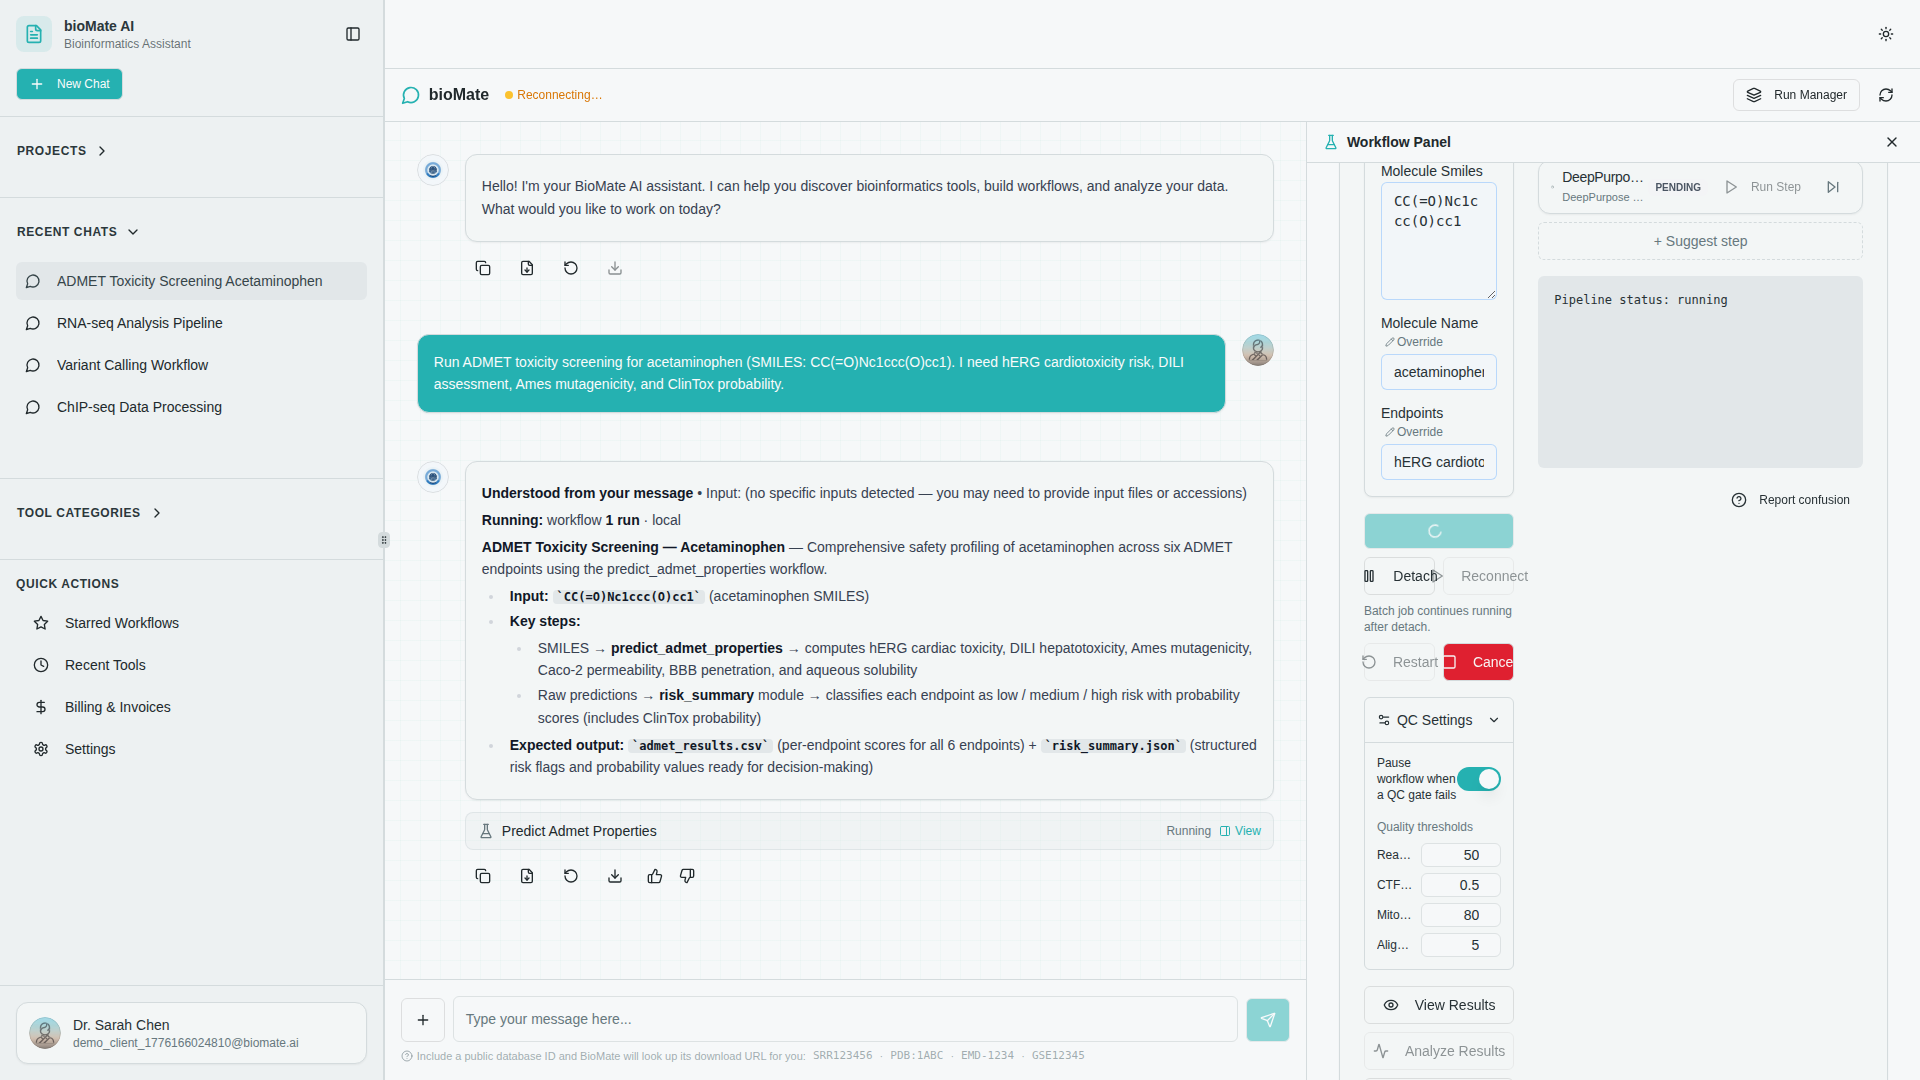 bioMate AI
Bioinformatics Assistant
New Chat
PROJECTS
RECENT CHATS
ADMET Toxicity Screening Acetaminophen
RNA-seq Analysis Pipeline
Variant Calling Workflow
ChIP-seq Data Processing
TOOL CATEGORIES
QUICK ACTIONS
Starred Workflows
Recent Tools
Billing & Invoices
Settings
Dr. Sarah Chen
demo_client_1776166024810@biomate.ai
bioMate
Reconnecting…
Run Manager
Hello! I'm your BioMate AI assistant. I can help you discover bioinformatics tools, build workflows, and analyze your data.
What would you like to work on today?
Run ADMET toxicity screening for acetaminophen (SMILES: CC(=O)Nc1ccc(O)cc1). I need hERG cardiotoxicity risk, DILI
assessment, Ames mutagenicity, and ClinTox probability.
Understood from your message • Input: (no specific inputs detected — you may need to provide input files or accessions)
Running: workflow 1 run · local
ADMET Toxicity Screening — Acetaminophen — Comprehensive safety profiling of acetaminophen across six ADMET
endpoints using the predict_admet_properties workflow.
Input: `CC(=O)Nc1ccc(O)cc1` (acetaminophen SMILES)
Key steps:
SMILES → predict_admet_properties → computes hERG cardiac toxicity, DILI hepatotoxicity, Ames mutagenicity,
Caco-2 permeability, BBB penetration, and aqueous solubility
Raw predictions → risk_summary module → classifies each endpoint as low / medium / high risk with probability
scores (includes ClinTox probability)
Expected output: `admet_results.csv` (per-endpoint scores for all 6 endpoints) + `risk_summary.json` (structured
risk flags and probability values ready for decision-making)
Predict Admet Properties
Running
View
Type your message here...
Include a public database ID and BioMate will look up its download URL for you: SRR123456 · PDB:1ABC · EMD-1234 · GSE12345
Workflow Panel
Molecule Smiles
CC(=O)Nc1c
cc(O)cc1
Molecule Name
Override
acetaminophen
Endpoints
Override
hERG cardioto
Detach
Reconnect
Batch job continues running
after detach.
Restart
Cance
QC Settings
Pause
workflow when
a QC gate fails
Quality thresholds
Rea… 50
CTF… 0.5
Mito… 80
Alig… 5
View Results
Analyze Results
DeepPurpo…
DeepPurpose …
PENDING
Run Step
+ Suggest step
Pipeline status: running
Report confusion